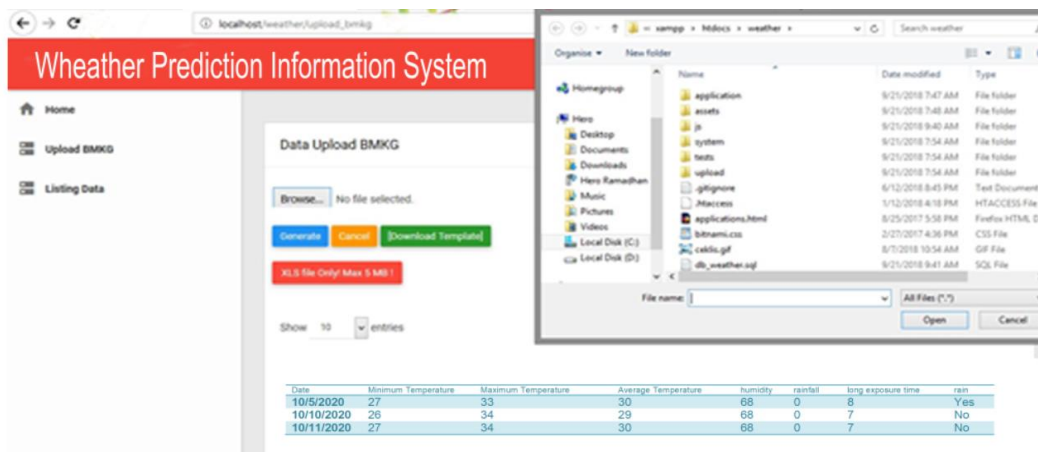 localhost/weather/upload_bmkg
Wheather Prediction Information System
Home
Upload BMKG
Listing Data
Data Upload BMKG
Browse... No file selected.
Generate Cancel [Download Template]
XLS file Only! Max 5 MB !
Show 10 entries
xampp › htdocs › weather ›
Search weather
Organise New folder
Homegroup
Hero
Desktop
Documents
Downloads
Hero Ramadhan
Music
Pictures
Videos
Local Disk (C:)
Local Disk (D:)
Name Date modified Type
application 9/21/2018 7:47 AM File folder
assets 9/21/2018 7:48 AM File folder
js 9/21/2018 9:40 AM File folder
system 9/21/2018 7:54 AM File folder
tests 9/21/2018 7:54 AM File folder
upload 9/21/2018 7:54 AM File folder
.gitignore 6/12/2018 8:45 PM Text Document
.htaccess 1/12/2018 4:18 PM HTACCESS File
applications.html 8/25/2017 5:58 PM Firefox HTML D
bitnami.css 2/27/2017 4:36 PM CSS File
ceklis.gif 8/7/2018 10:54 AM GIF File
db_weather.sql 9/21/2018 9:41 AM SQL File
File name: All Files (*.*)
Open Cancel
Date Minimum Temperature Maximum Temperature Average Temperature humidity rainfall long exposure time rain
10/5/2020 27 33 30 68 0 8 Yes
10/10/2020 26 34 29 68 0 7 No
10/11/2020 27 34 30 68 0 7 No